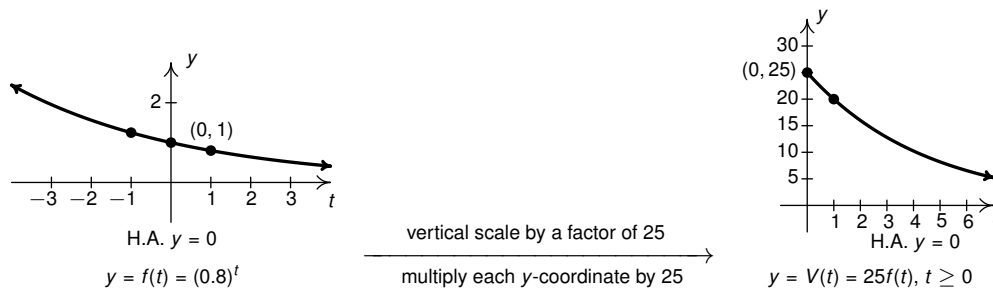 y
2
(0, 1)
−3 −2 −1 1 2 3 t
H.A. y = 0
y = f(t) = (0.8)^t
vertical scale by a factor of 25
multiply each y-coordinate by 25
y
30
(0, 25)
20
15
10
5
1 2 3 4 5 6
H.A. y = 0
y = V(t) = 25f(t), t ≥ 0